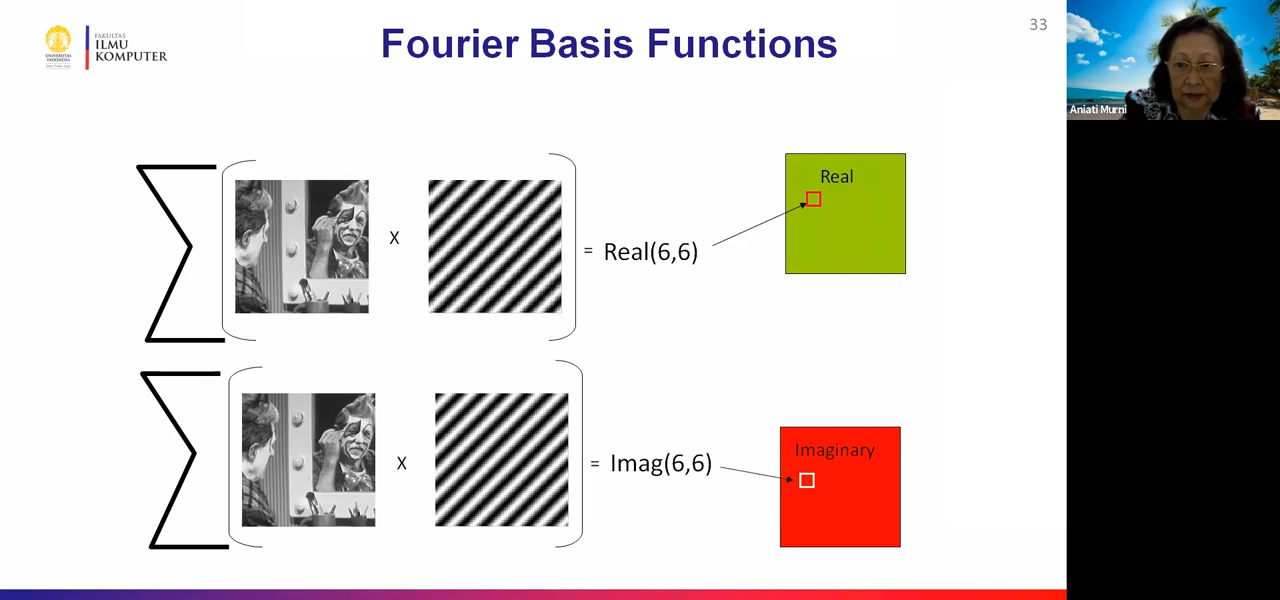 FAKULTAS
ILMU
KOMPUTER
UNIVERSITAS
INDONESIA
Fourier Basis Functions
33
Aniati Murni
X
= Real(6,6)
Real
X
= Imag(6,6)
Imaginary